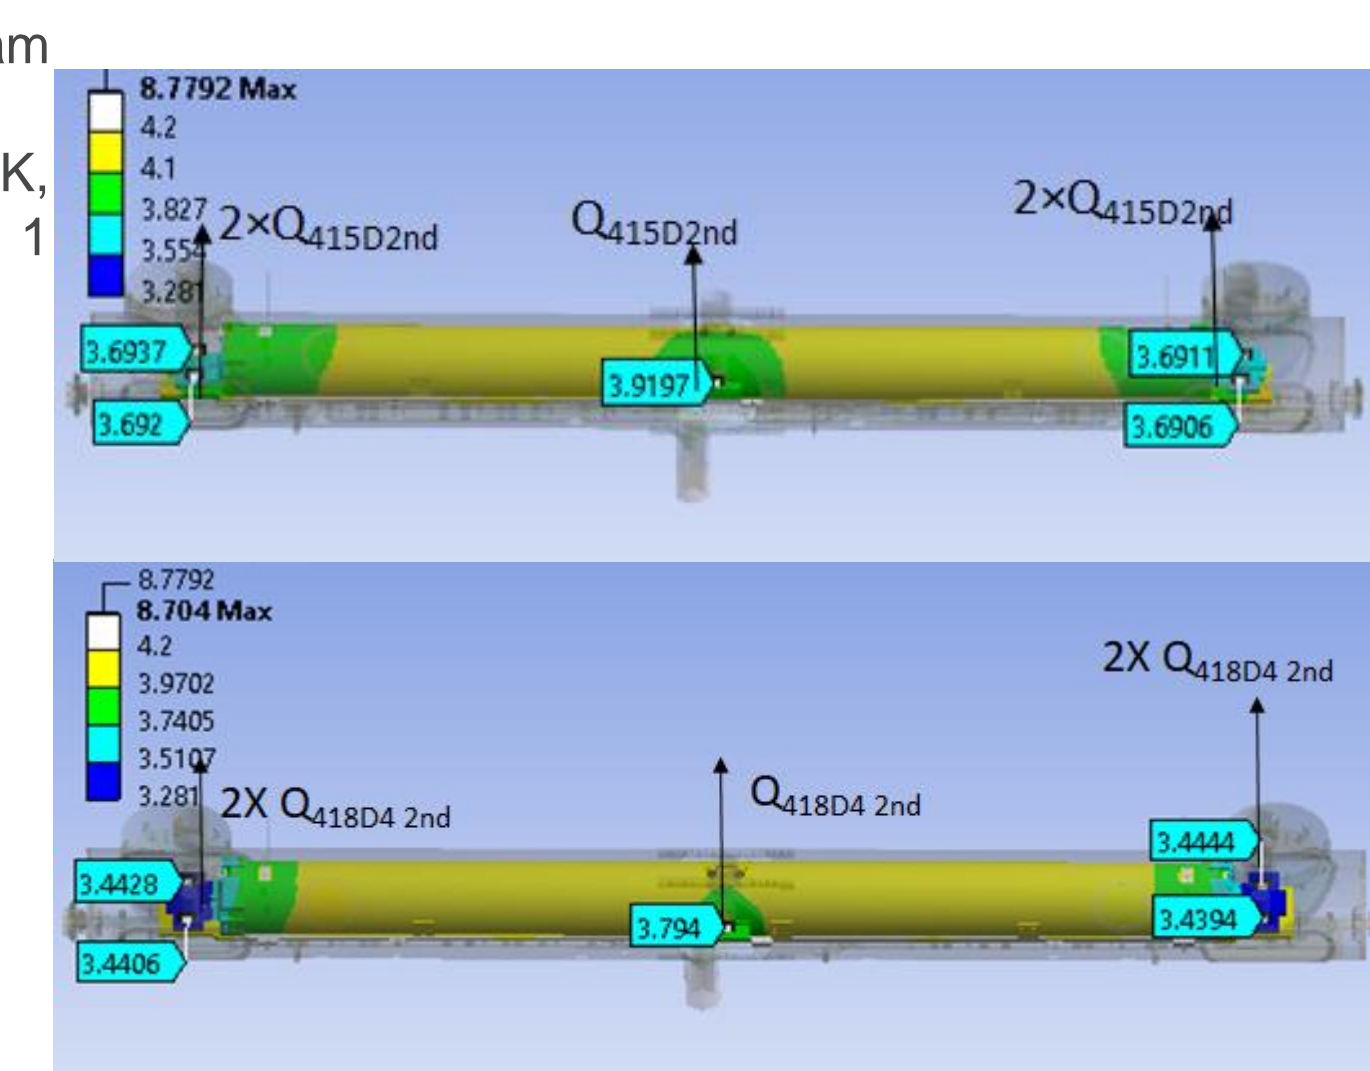 am
K,
1
8.7792 Max
4.2
4.1
3.827
3.554
3.281
2×Q415D2nd
Q415D2nd
2×Q415D2nd
3.6937
3.692
3.9197
3.6911
3.6906
8.7792
8.704 Max
4.2
3.9702
3.7405
3.5107
3.281
2X Q418D4 2nd
Q418D4 2nd
2X Q418D4 2nd
3.4428
3.4406
3.794
3.4444
3.4394